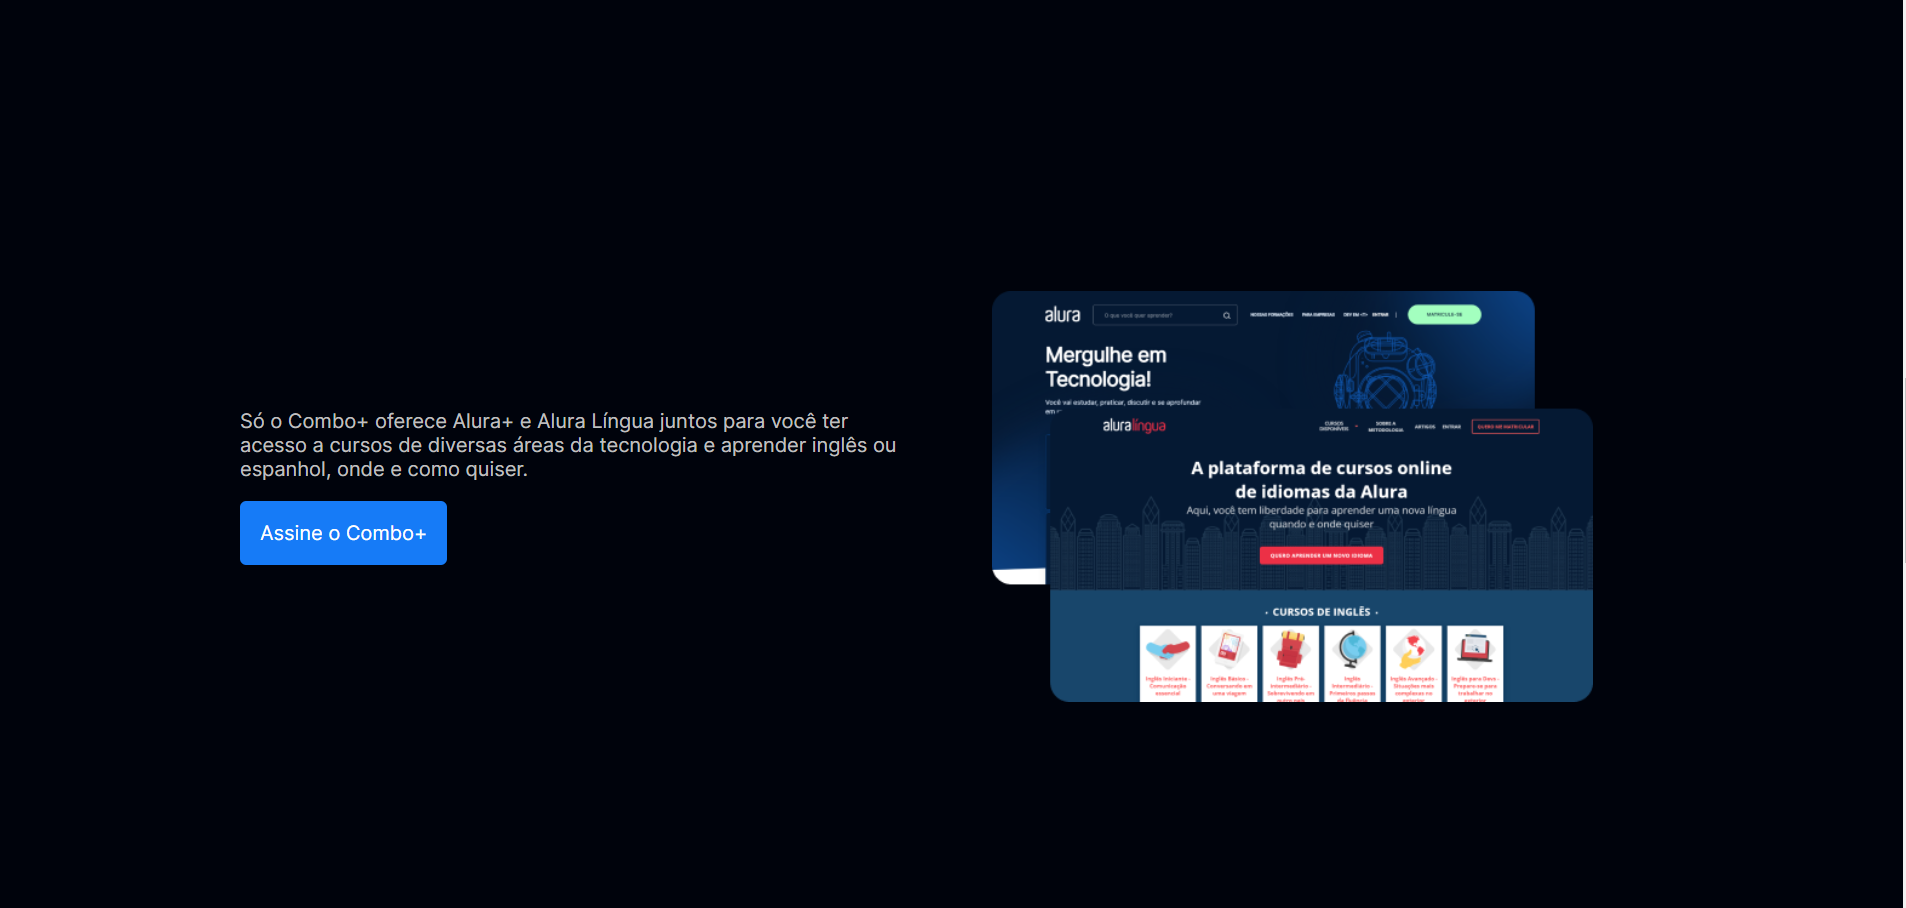 Só o Combo+ oferece Alura+ e Alura Língua juntos para você ter
acesso a cursos de diversas áreas da tecnologia e aprender inglês ou
espanhol, onde e como quiser.
Assine o Combo+
alura
O que você quer aprender?
NOSSAS FORMAÇÕES
PARA EMPRESAS
DEV EM <T>
ENTRAR
MATRICULE-SE
Mergulhe em
Tecnologia!
Você vai estudar, praticar, discutir e se aprofundar
em
aluralíngua
CURSOS
DISPONÍVEIS
SOBRE A
METODOLOGIA
ARTIGOS
ENTRAR
QUERO ME MATRICULAR
A plataforma de cursos online
de idiomas da Alura
Aqui, você tem liberdade para aprender uma nova língua
quando e onde quiser
QUERO APRENDER UM NOVO IDIOMA
• CURSOS DE INGLÊS •
Inglês Iniciante -
Comunicação
essencial
Inglês Básico -
Conversando em
uma viagem
Inglês Pré-
intermediário -
Sobrevivendo em
outro país
Inglês
Intermediário -
Primeiros passos
da fluência
Inglês Avançado -
Situações mais
complexas no
exterior
Inglês para Devs -
Prepare-se para
trabalhar no
exterior